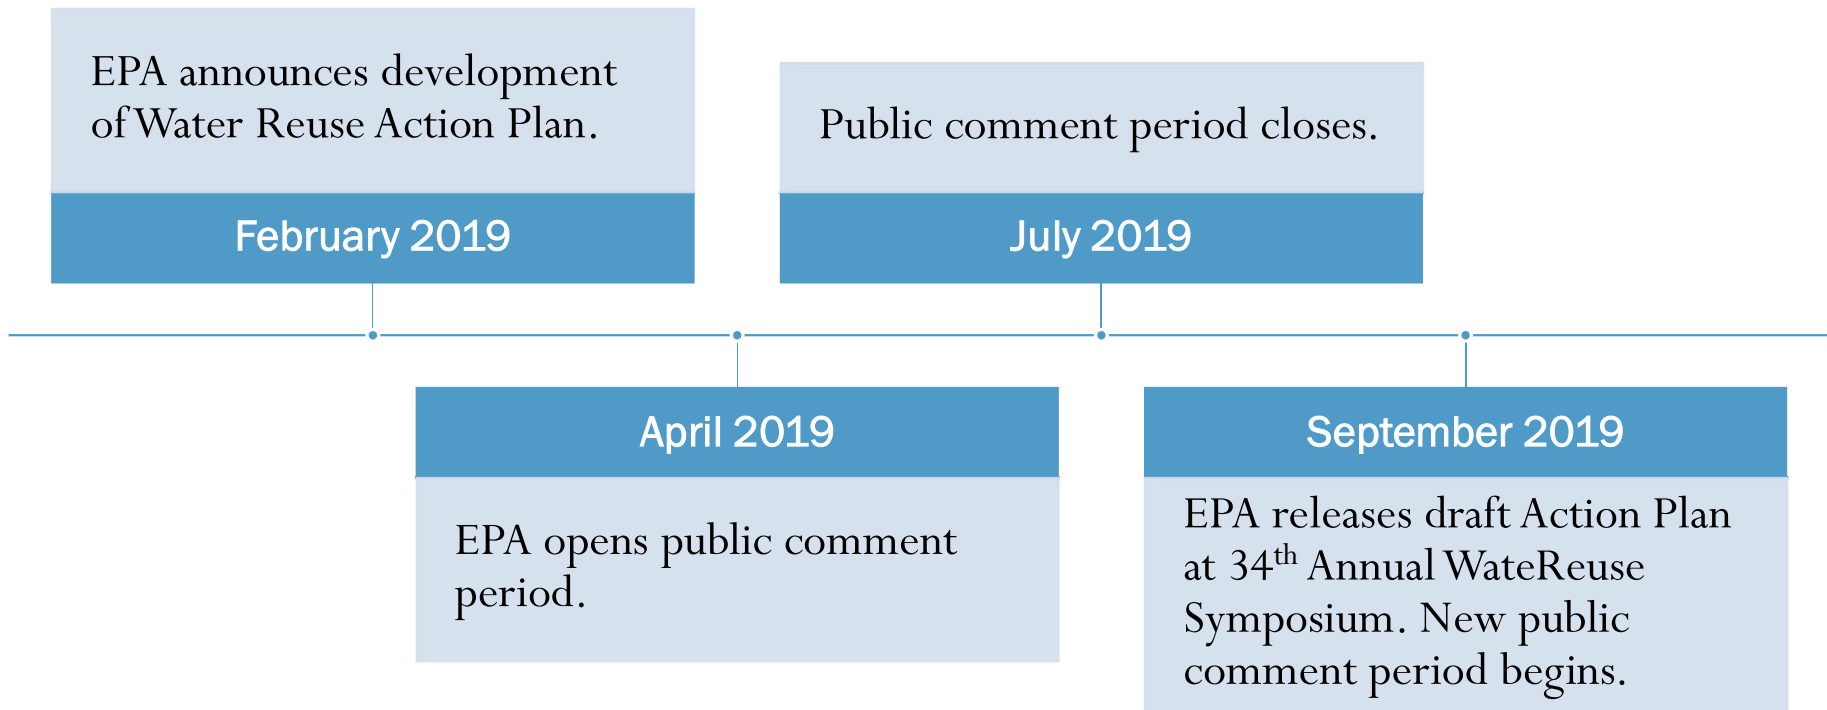 EPA announces development
of Water Reuse Action Plan.
February 2019
EPA opens public comment
period.
April 2019
Public comment period closes.
July 2019
September 2019
EPA releases draft Action Plan
at 34th Annual WateReuse
Symposium. New public
comment period begins.